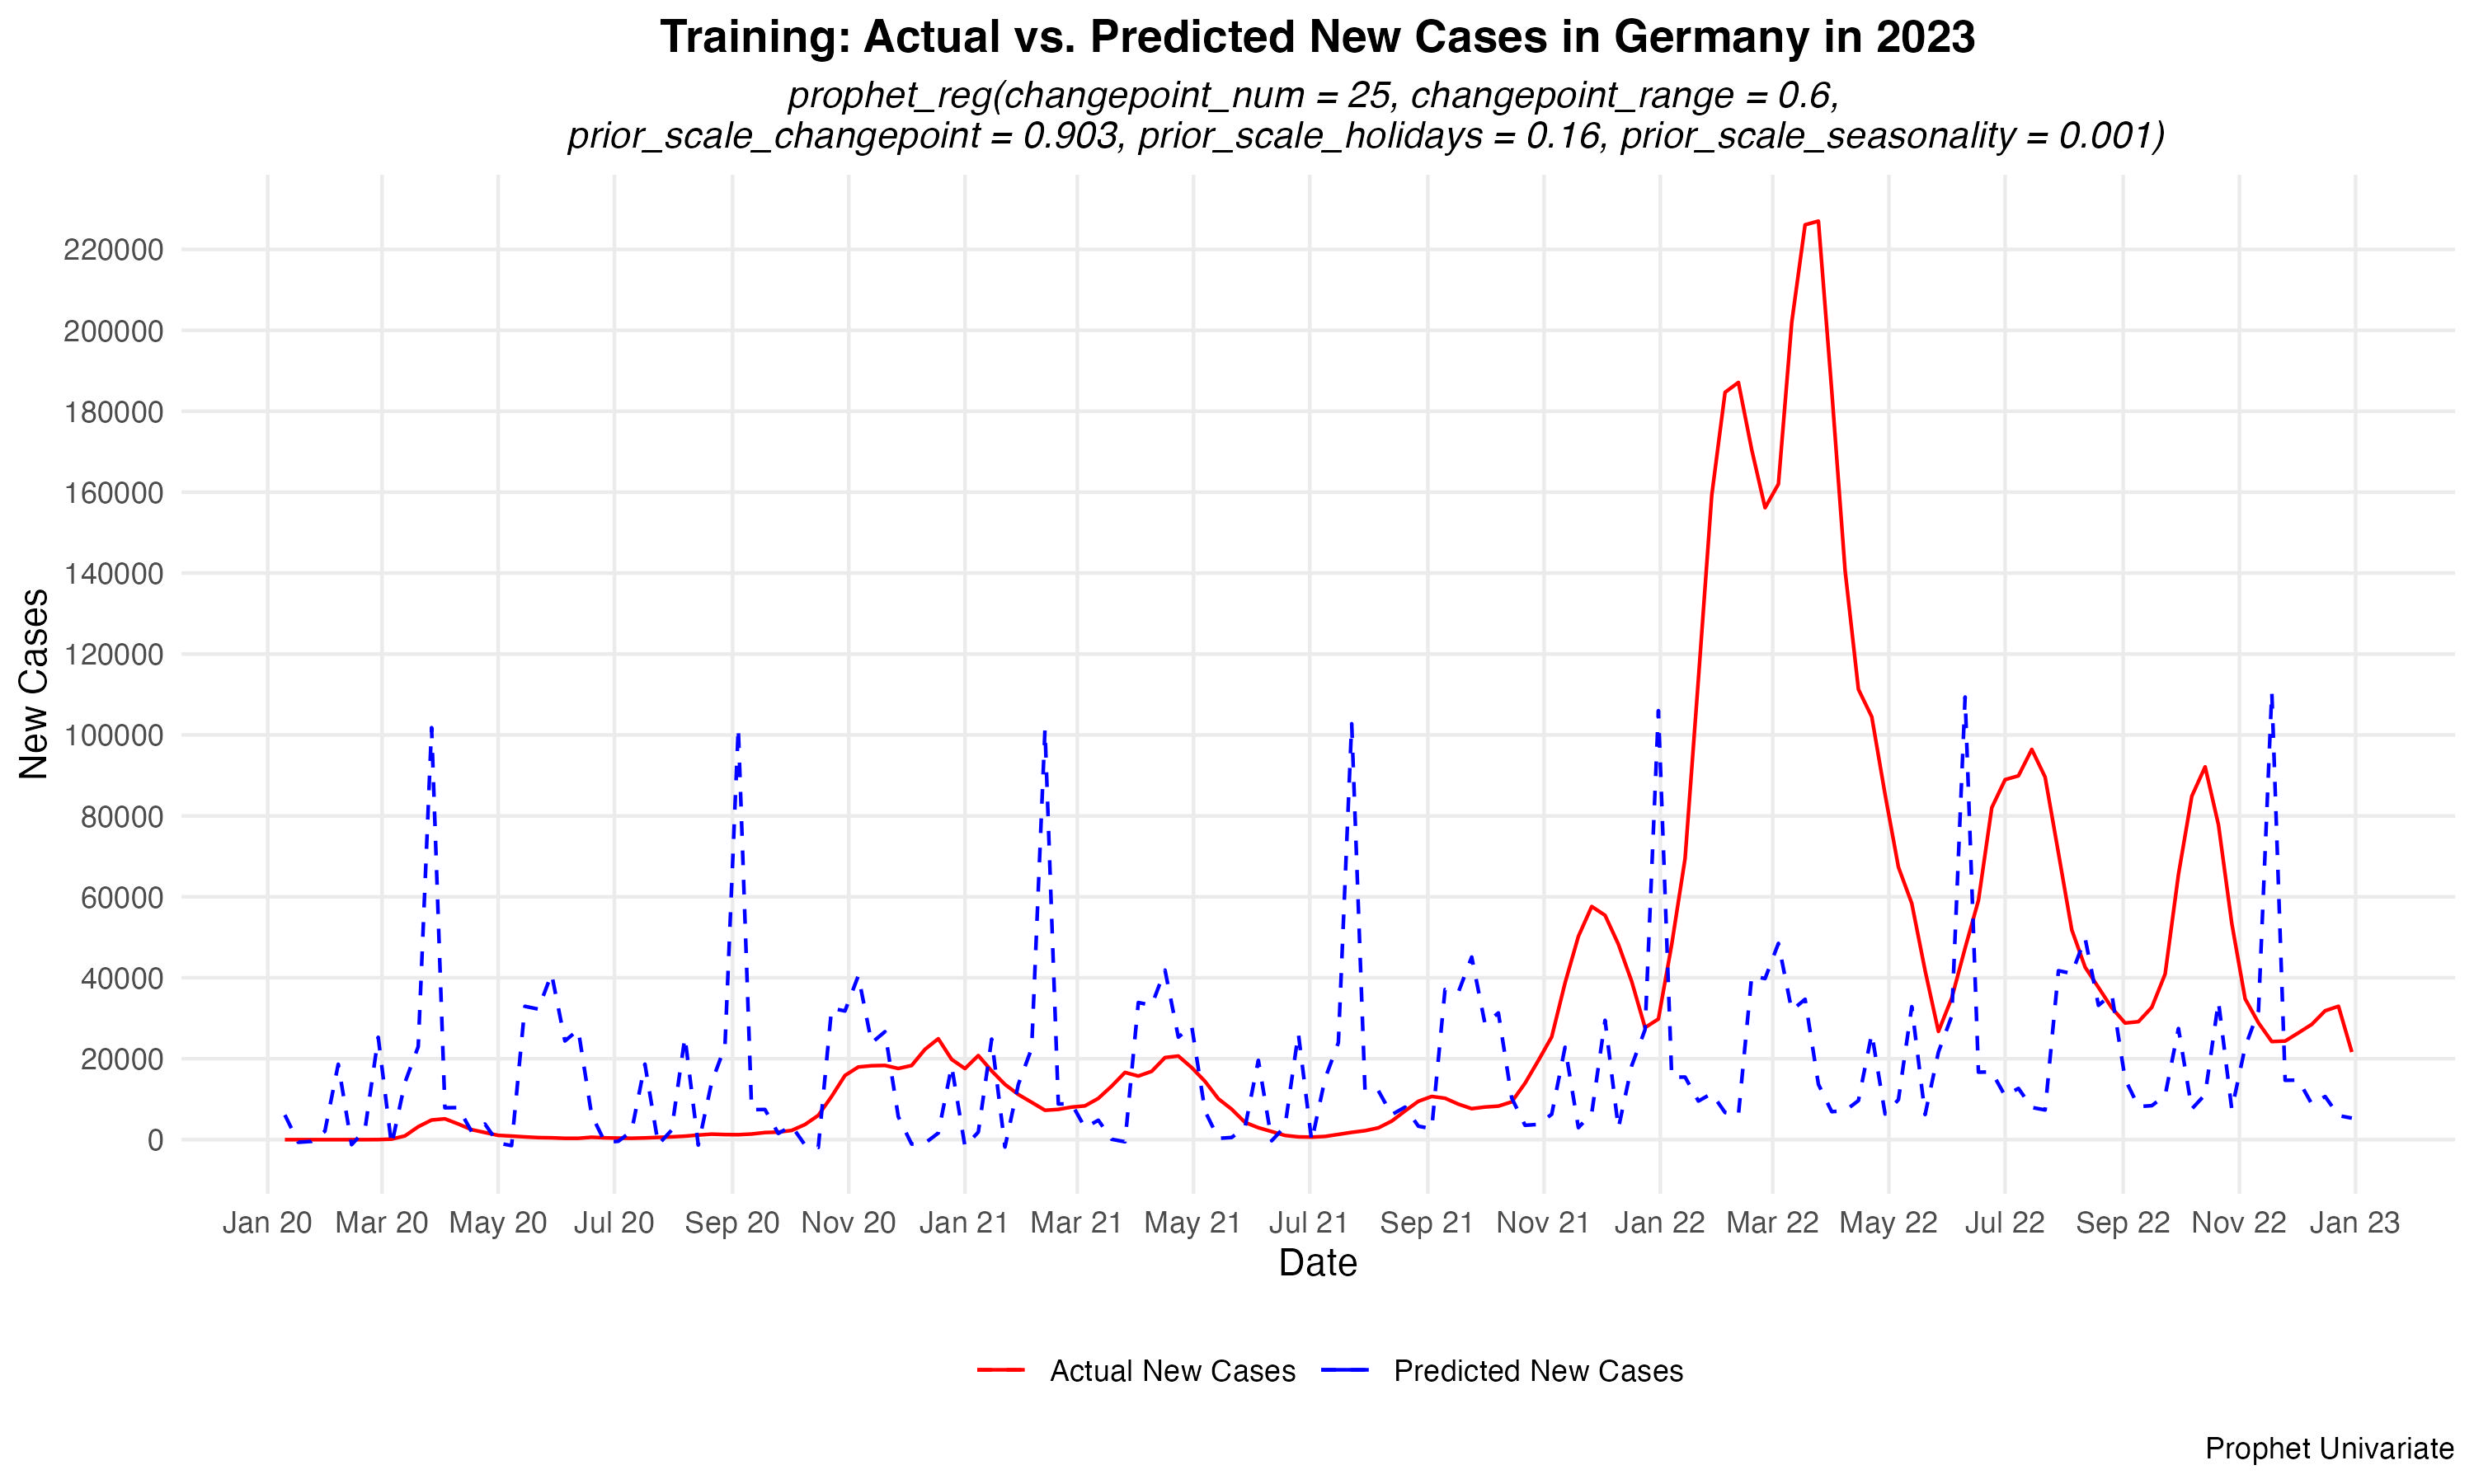 Training: Actual vs. Predicted New Cases in Germany in 2023
prophet_reg(changepoint_num = 25, changepoint_range = 0.6,
prior_scale_changepoint = 0.903, prior_scale_holidays = 0.16, prior_scale_seasonality = 0.001)
New Cases
220000
200000
180000
160000
140000
120000
100000
80000
60000
40000
20000
0
Jan 20 Mar 20 May 20 Jul 20 Sep 20 Nov 20 Jan 21 Mar 21 May 21 Jul 21 Sep 21 Nov 21 Jan 22 Mar 22 May 22 Jul 22 Sep 22 Nov 22 Jan 23
Date
Actual New Cases Predicted New Cases
Prophet Univariate